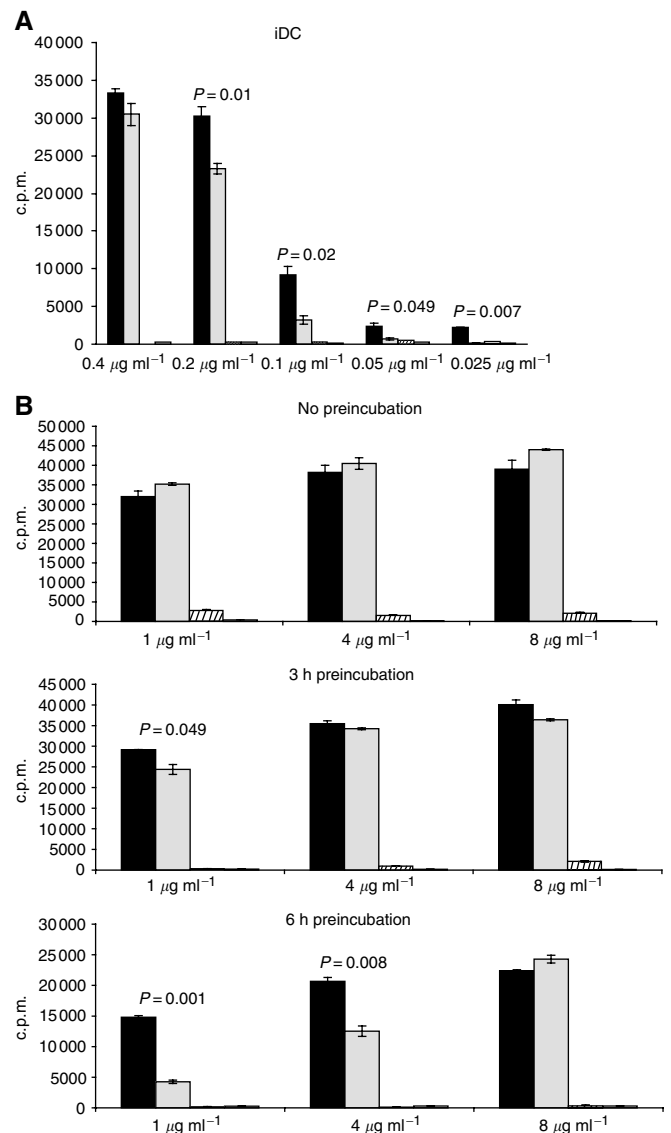 A
iDC
40 000
35 000
30 000
25 000
20 000
15 000
10 000
5000
0
c.p.m.
P = 0.01
P = 0.02
P = 0.049
P = 0.007
0.4 μg ml⁻¹ 0.2 μg ml⁻¹ 0.1 μg ml⁻¹ 0.05 μg ml⁻¹ 0.025 μg ml⁻¹
B
No preincubation
50 000
45 000
40 000
35 000
30 000
25 000
20 000
15 000
10 000
5000
0
c.p.m.
1 μg ml⁻¹ 4 μg ml⁻¹ 8 μg ml⁻¹
3 h preincubation
45 000
40 000
35 000
30 000
25 000
20 000
15 000
10 000
5000
0
c.p.m.
P = 0.049
1 μg ml⁻¹ 4 μg ml⁻¹ 8 μg ml⁻¹
6 h preincubation
30 000
25 000
20 000
15 000
10 000
5000
0
c.p.m.
P = 0.001
P = 0.008
1 μg ml⁻¹ 4 μg ml⁻¹ 8 μg ml⁻¹